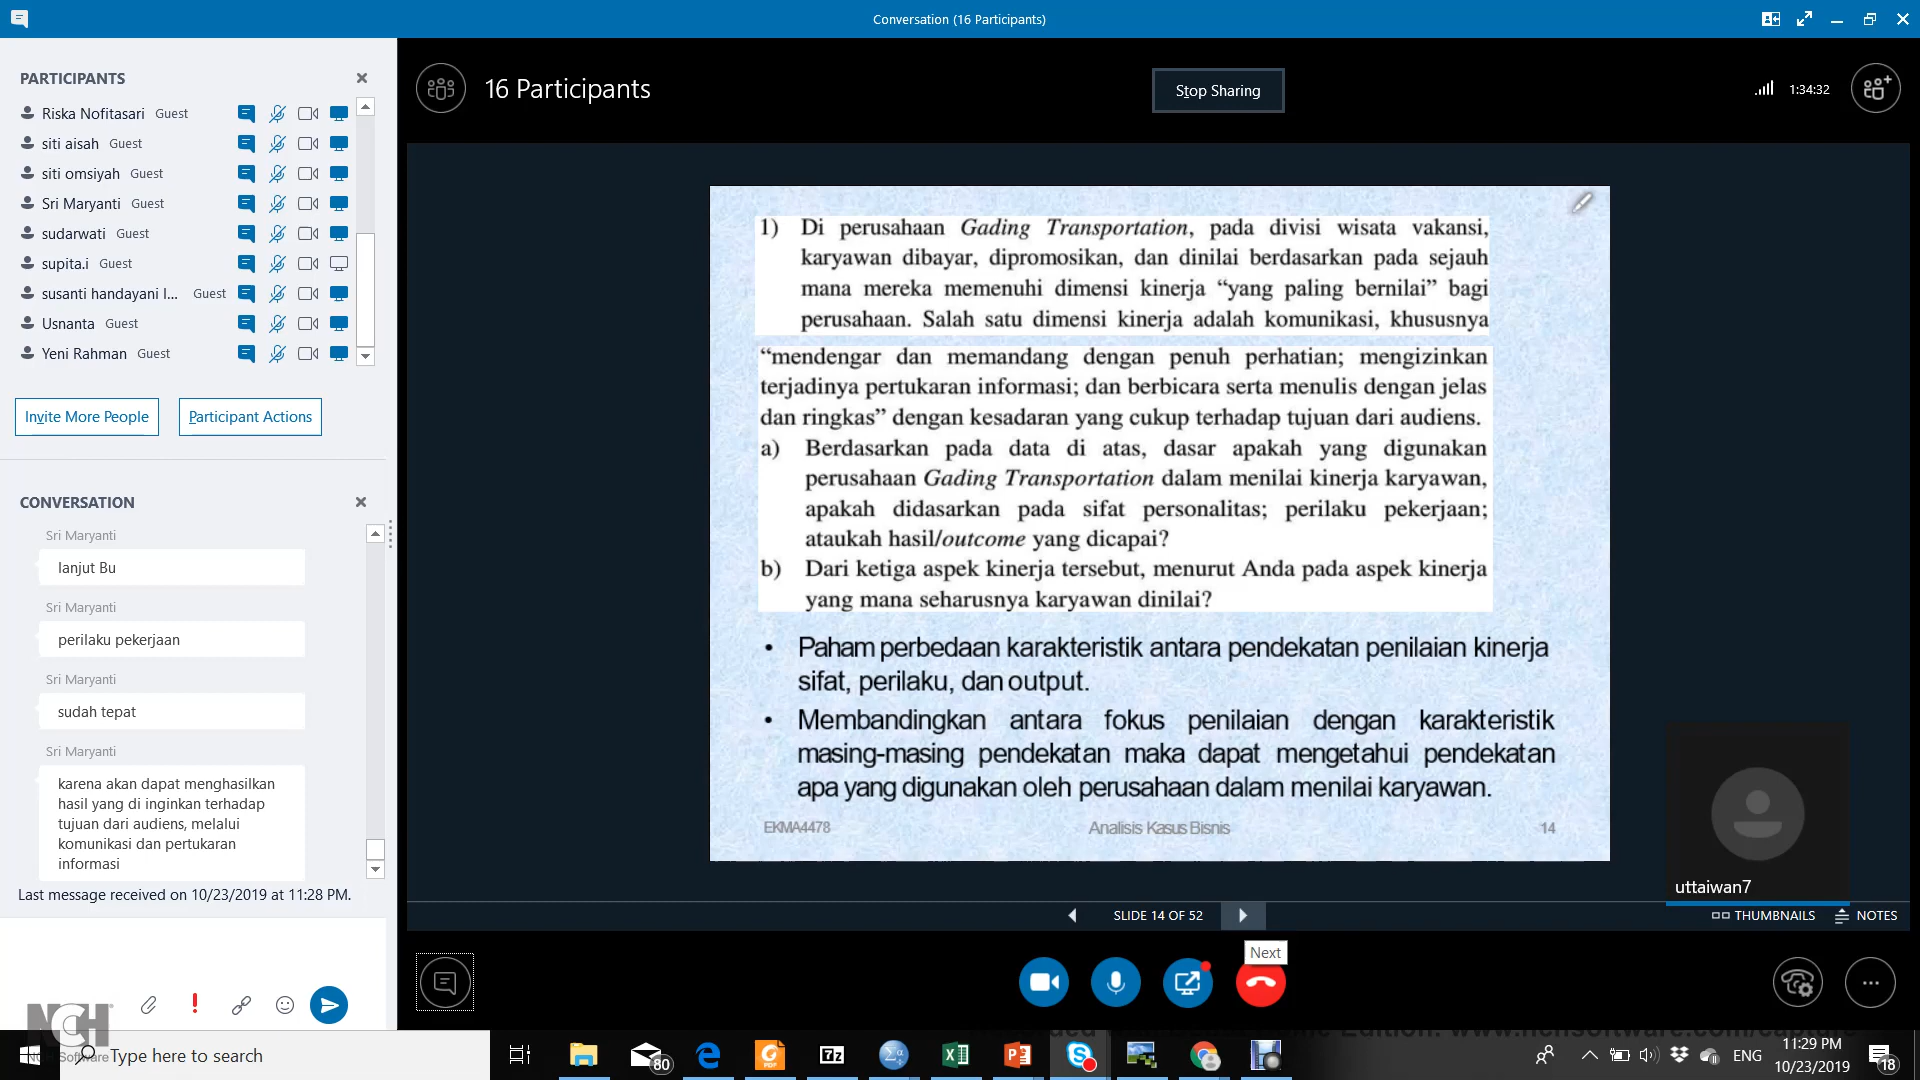 Conversation (16 Participants)
PARTICIPANTS
Riska Nofitasari Guest
siti aisah Guest
siti omsiyah Guest
Sri Maryanti Guest
sudarwati Guest
supita.i Guest
susanti handayani l... Guest
Usnanta Guest
Yeni Rahman Guest
Invite More People
Participant Actions
CONVERSATION
Sri Maryanti
lanjut Bu
Sri Maryanti
perilaku pekerjaan
Sri Maryanti
sudah tepat
Sri Maryanti
karena akan dapat menghasilkan
hasil yang di inginkan terhadap
tujuan dari audiens, melalui
komunikasi dan pertukaran
informasi
Last message received on 10/23/2019 at 11:28 PM.
16 Participants
Stop Sharing
1:34:32
1) Di perusahaan Gading Transportation, pada divisi wisata vakansi,
karyawan dibayar, dipromosikan, dan dinilai berdasarkan pada sejauh
mana mereka memenuhi dimensi kinerja “yang paling bernilai” bagi
perusahaan. Salah satu dimensi kinerja adalah komunikasi, khususnya
“mendengar dan memandang dengan penuh perhatian; mengizinkan
terjadinya pertukaran informasi; dan berbicara serta menulis dengan jelas
dan ringkas” dengan kesadaran yang cukup terhadap tujuan dari audiens.
a) Berdasarkan pada data di atas, dasar apakah yang digunakan
perusahaan Gading Transportation dalam menilai kinerja karyawan,
apakah didasarkan pada sifat personalitas; perilaku pekerjaan;
ataukah hasil/outcome yang dicapai?
b) Dari ketiga aspek kinerja tersebut, menurut Anda pada aspek kinerja
yang mana seharusnya karyawan dinilai?
• Paham perbedaan karakteristik antara pendekatan penilaian kinerja
sifat, perilaku, dan output.
• Membandingkan antara fokus penilaian dengan karakteristik
masing-masing pendekatan maka dapat mengetahui pendekatan
apa yang digunakan oleh perusahaan dalam menilai karyawan.
EKMA4478
Analisis Kasus Bisnis
14
uttaiwan7
SLIDE 14 OF 52
THUMBNAILS
NOTES
Next
NCH
NCH Software
www.nchsoftware.com/capture
Type here to search
80
ENG
11:29 PM
10/23/2019
18